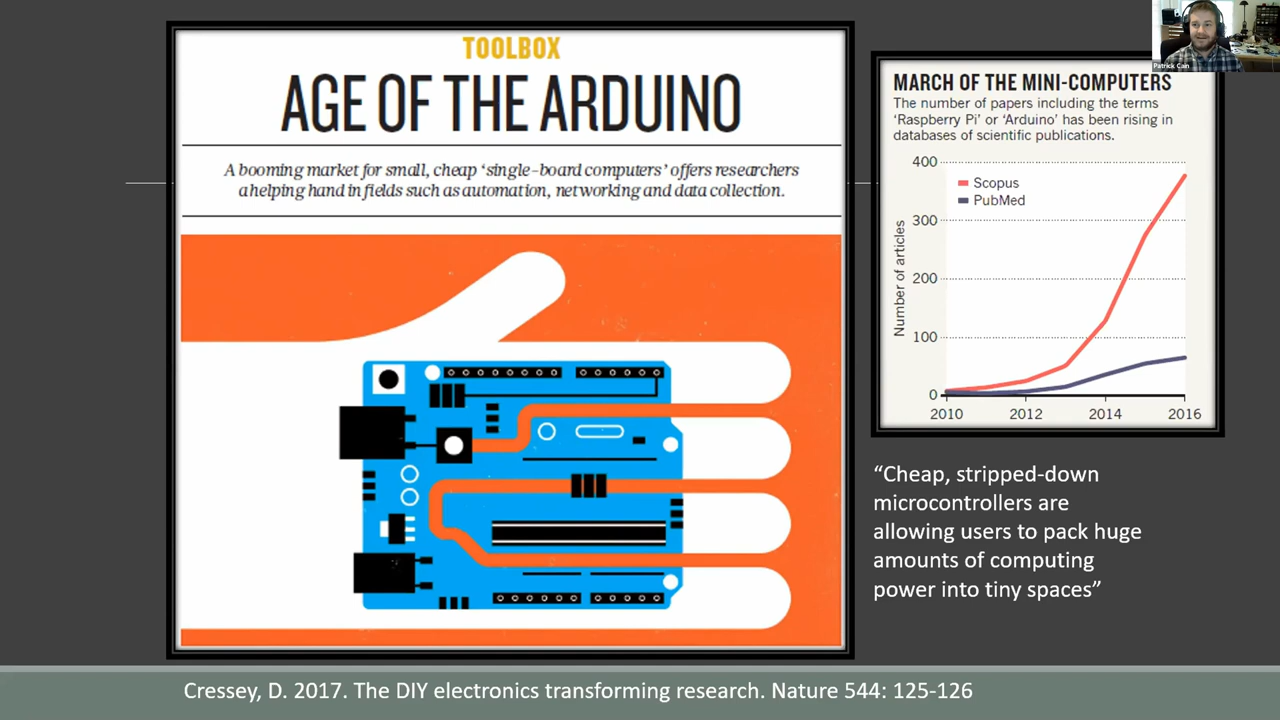 TOOLBOX
AGE OF THE ARDUINO
A booming market for small, cheap ‘single-board computers’ offers researchers
a helping hand in fields such as automation, networking and data collection.
Patrick Cain
MARCH OF THE MINI-COMPUTERS
The number of papers including the terms
‘Raspberry Pi’ or ‘Arduino’ has been rising in
databases of scientific publications.
400
Scopus
PubMed
300
200
100
0
Number of articles
2010 2012 2014 2016
“Cheap, stripped-down
microcontrollers are
allowing users to pack huge
amounts of computing
power into tiny spaces”
Cressey, D. 2017. The DIY electronics transforming research. Nature 544: 125-126